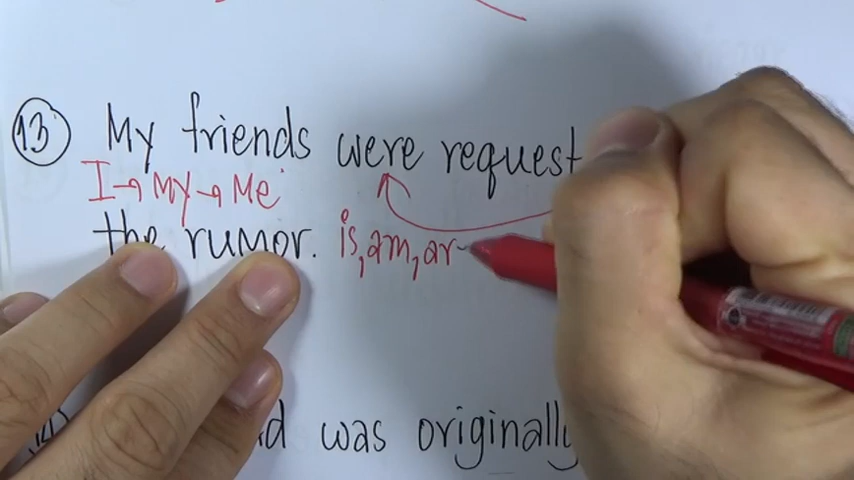 13 My friends were request
I → My → Me
the rumor. is, am, ar
was originally